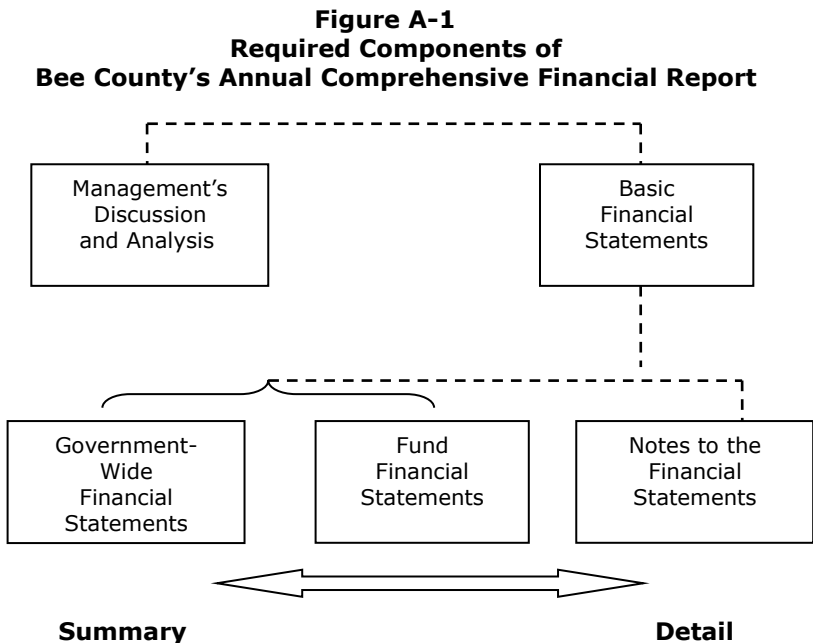 Figure A-1
Required Components of
Bee County’s Annual Comprehensive Financial Report
Management’s
Discussion
and Analysis
Basic
Financial
Statements
Government-
Wide
Financial
Statements
Fund
Financial
Statements
Notes to the
Financial
Statements
Summary
Detail